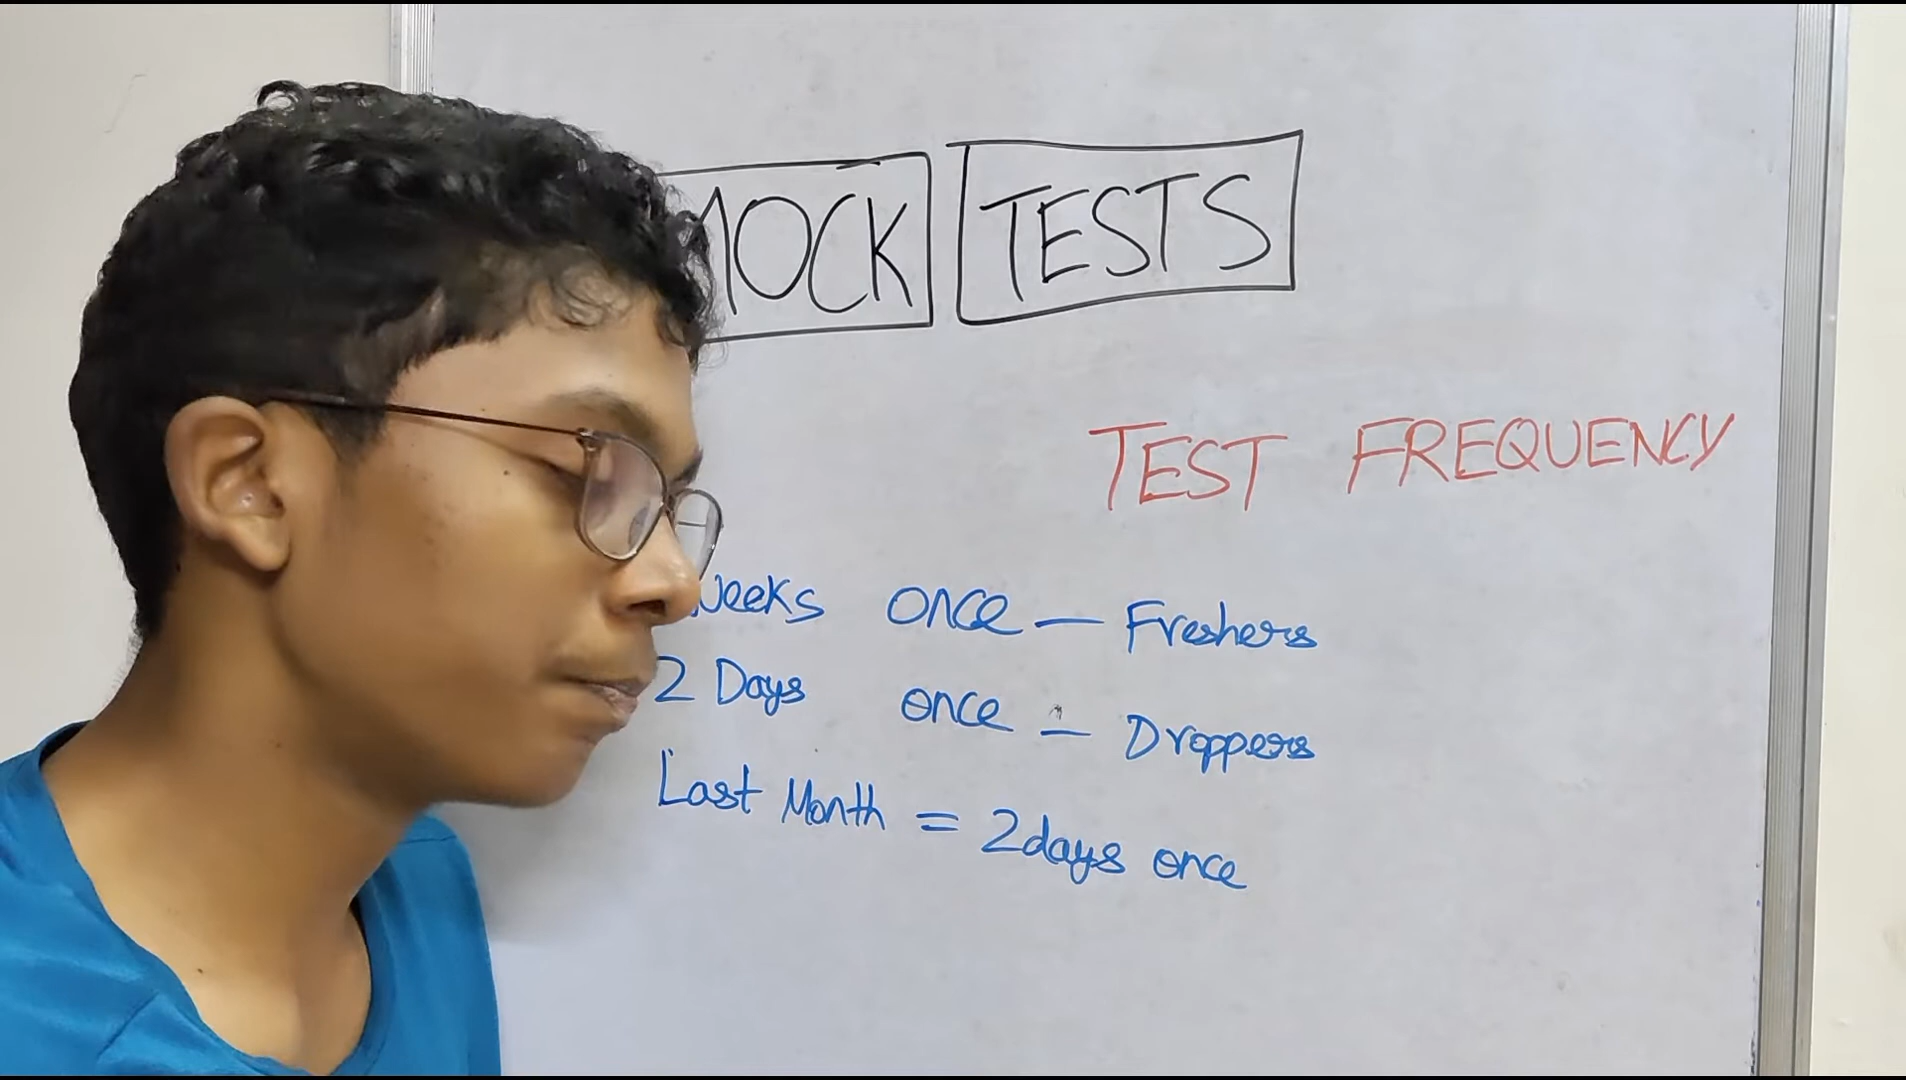 MOCK TESTS
TEST FREQUENCY
weeks once — Freshers
2 Days once — Droppers
Last Month = 2days once